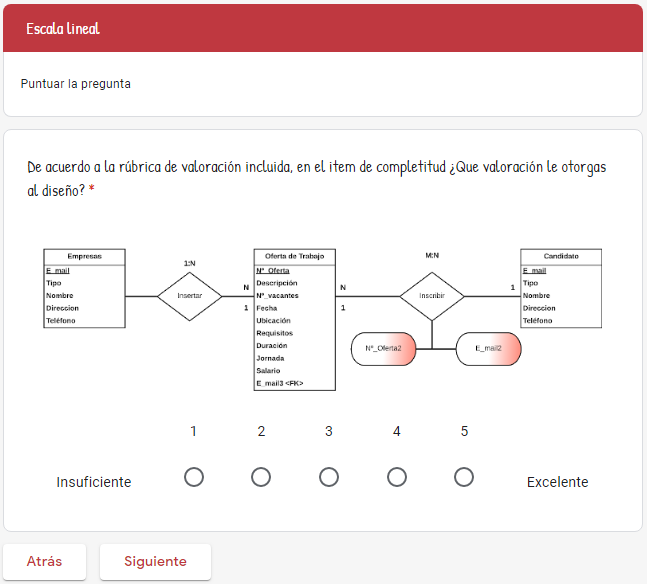 Escala lineal
Puntuar la pregunta
De acuerdo a la rúbrica de valoración incluida, en el item de completitud ¿Que valoración le otorgas
al diseño? *
Empresas
E_mail
Tipo
Nombre
Direccion
Teléfono
1:N
Insertar
N
1
Oferta de Trabajo
Nº_Oferta
Descripción
Nº_vacantes
Fecha
Ubicación
Requisitos
Duración
Jornada
Salario
E_mail3 <FK>
N
1
M:N
Inscribir
1
Nº_Oferta2
E_mail2
Candidato
E_mail
Tipo
Nombre
Direccion
Teléfono
1 2 3 4 5
Insuficiente Excelente
Atrás Siguiente